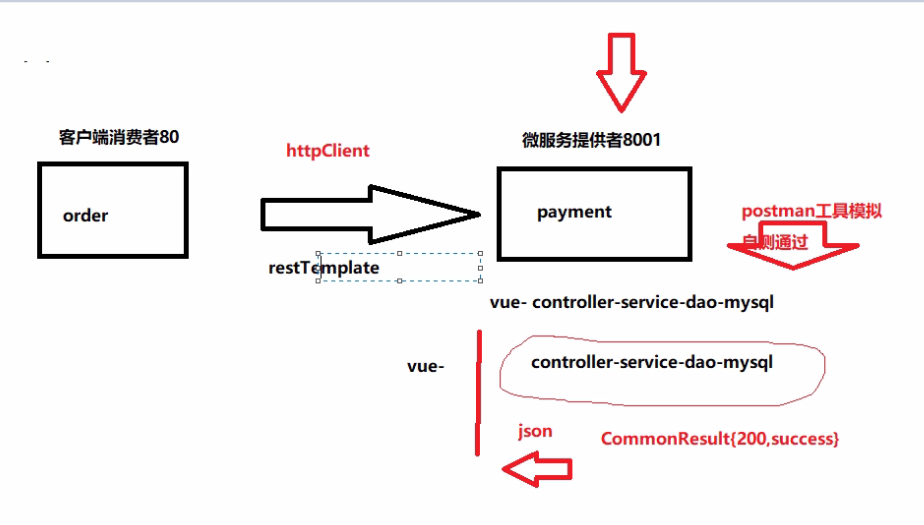 客户端消费者80
httpClient
微服务提供者8001
order
payment
postman工具模拟
自测通过
restTemplate
vue- controller-service-dao-mysql
vue-
controller-service-dao-mysql
json
CommonResult{200,success}